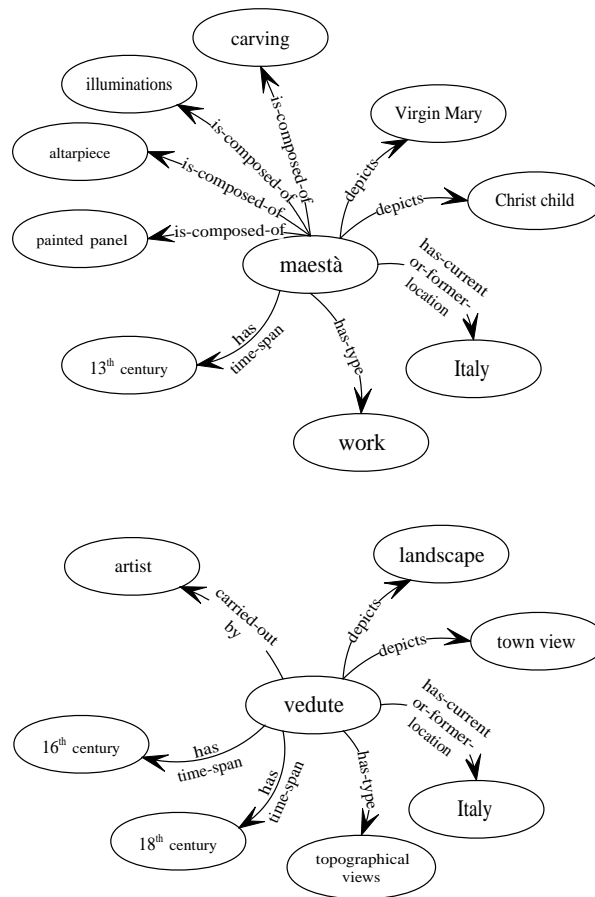 carving
illuminations
is-composed-of
Virgin Mary
is-composed-of
altarpiece
depicts
is-composed-of
depicts
Christ child
painted panel
is-composed-of
maestà
has-current
or-former-
location
has
time-span
13th century
has-type
Italy
work
landscape
artist
carried-out
by
depicts
depicts
town view
vedute
has-current
or-former-
location
16th century
has
time-span
has
time-span
has-type
Italy
18th century
topographical
views